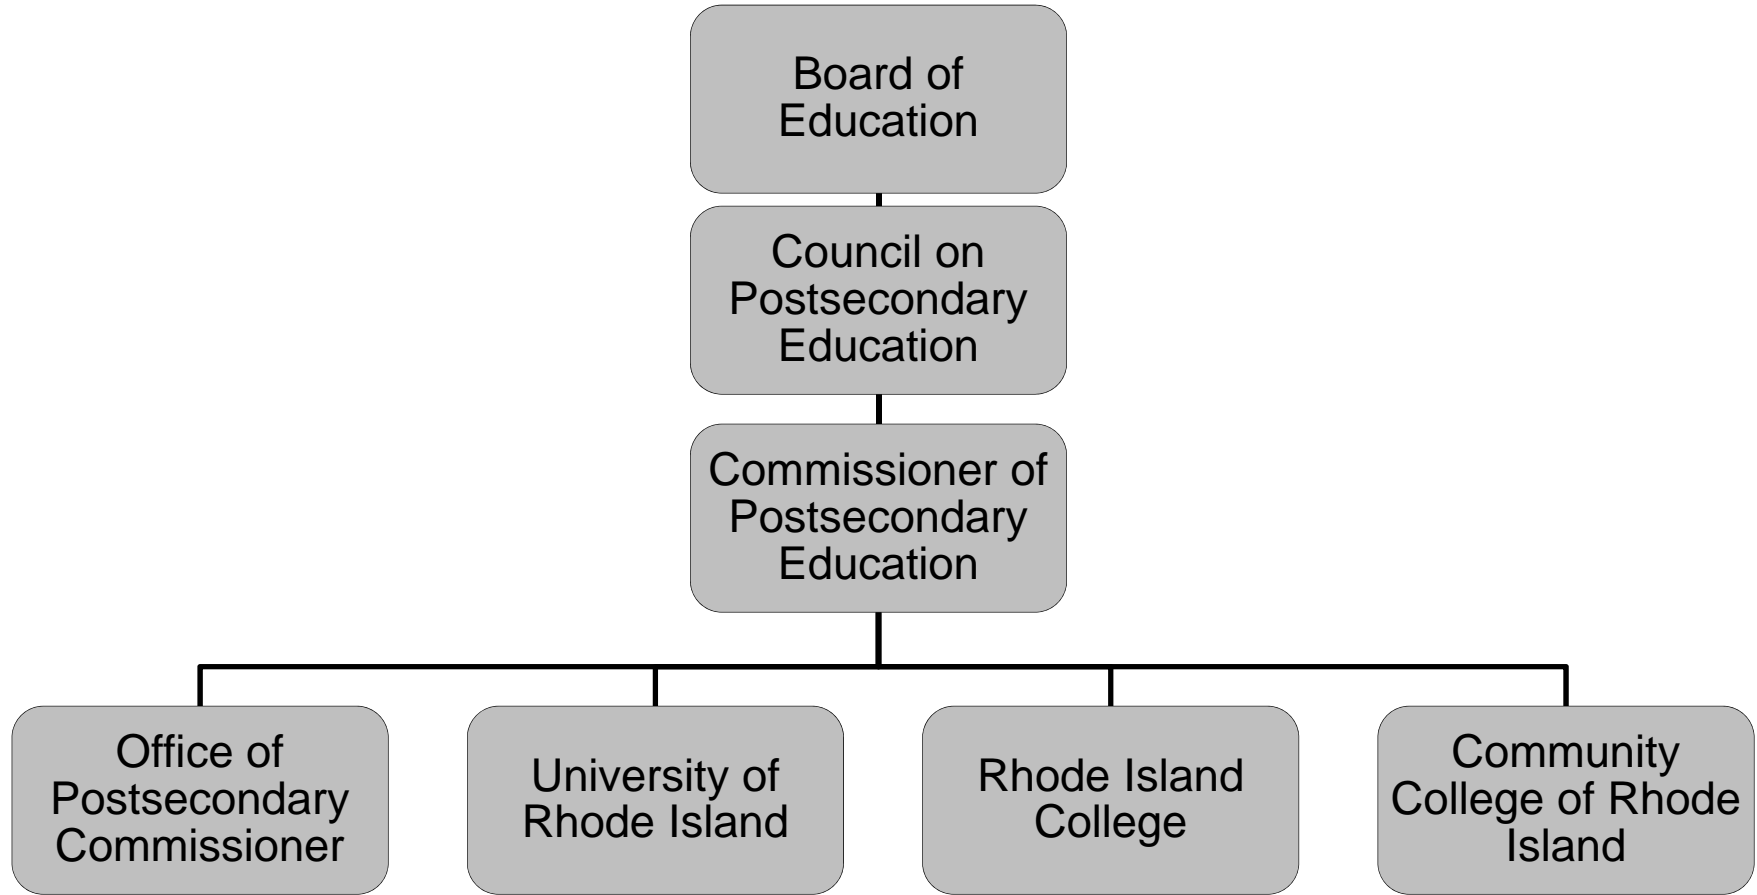 Board of
Education
Council on
Postsecondary
Education
Commissioner of
Postsecondary
Education
Office of
Postsecondary
Commissioner
University of
Rhode Island
Rhode Island
College
Community
College of Rhode
Island